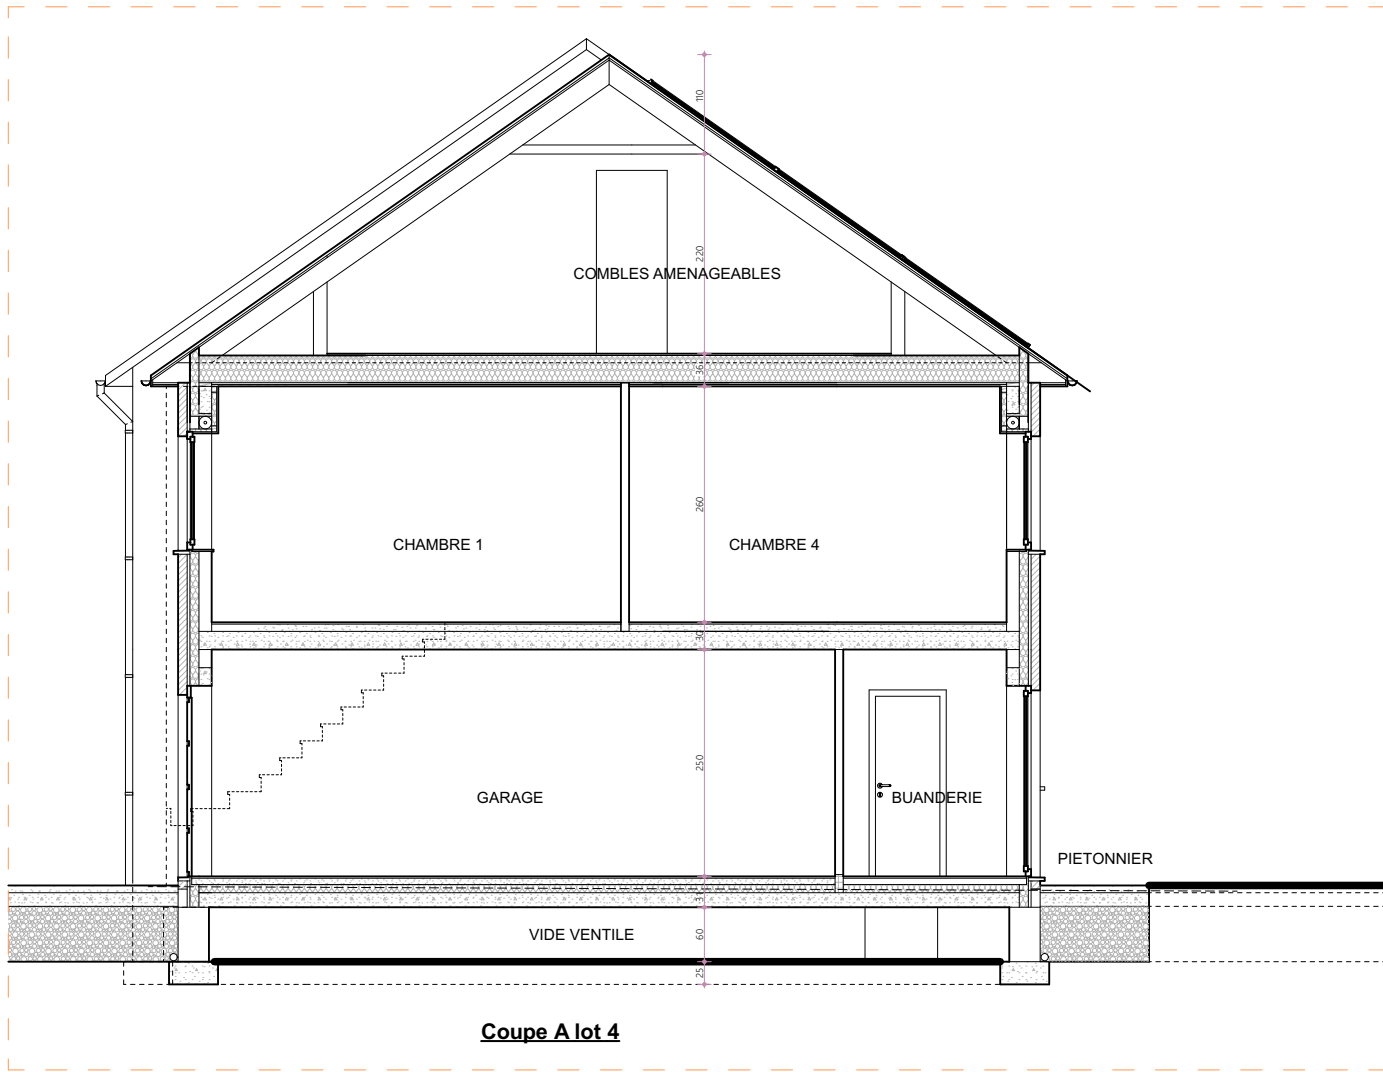 110
220
COMBLES AMENAGEABLES
36
260
CHAMBRE 1
CHAMBRE 4
30
250
GARAGE
BUANDERIE
PIETONNIER
VIDE VENTILE
60
25
Coupe A lot 4